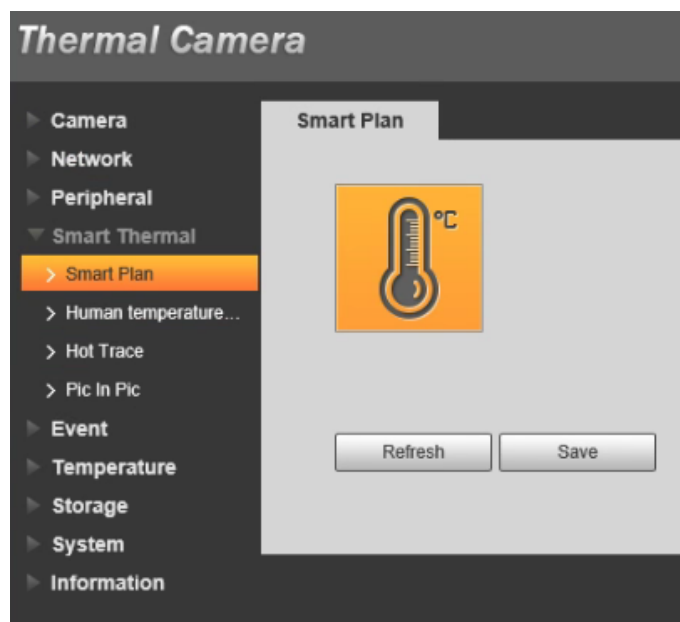 Thermal Camera
Camera
Network
Peripheral
Smart Thermal
Smart Plan
Human temperature...
Hot Trace
Pic In Pic
Event
Temperature
Storage
System
Information
Smart Plan
°C
Refresh
Save